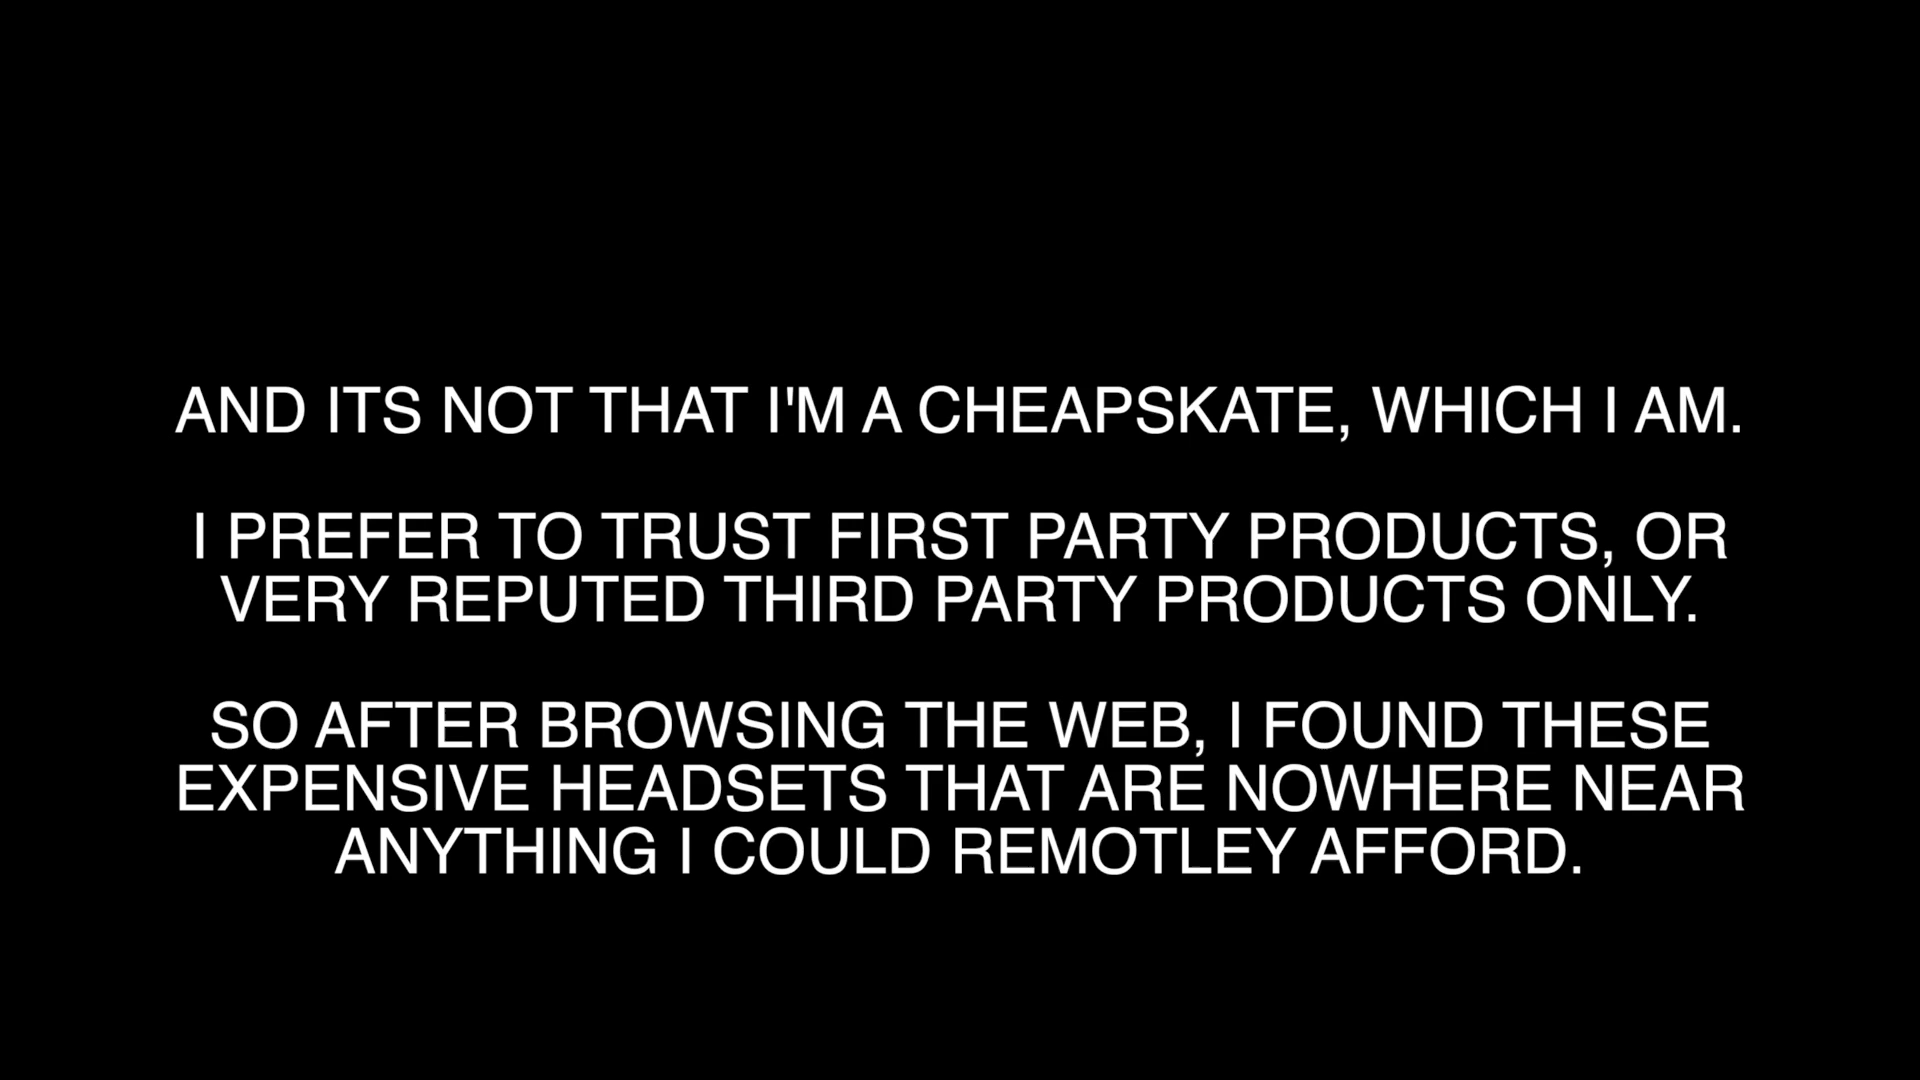 AND ITS NOT THAT I'M A CHEAPSKATE, WHICH I AM.
I PREFER TO TRUST FIRST PARTY PRODUCTS, OR
VERY REPUTED THIRD PARTY PRODUCTS ONLY.
SO AFTER BROWSING THE WEB, I FOUND THESE
EXPENSIVE HEADSETS THAT ARE NOWHERE NEAR
ANYTHING I COULD REMOTLEY AFFORD.